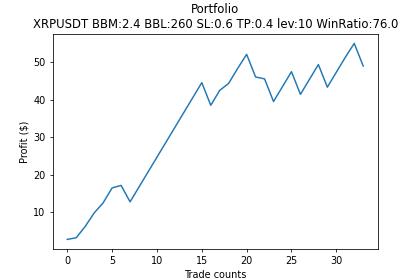 Portfolio
XRPUSDT BBM:2.4 BBL:260 SL:0.6 TP:0.4 lev:10 WinRatio:76.0
Profit ($)
50
40
30
20
10
0 5 10 15 20 25 30
Trade counts